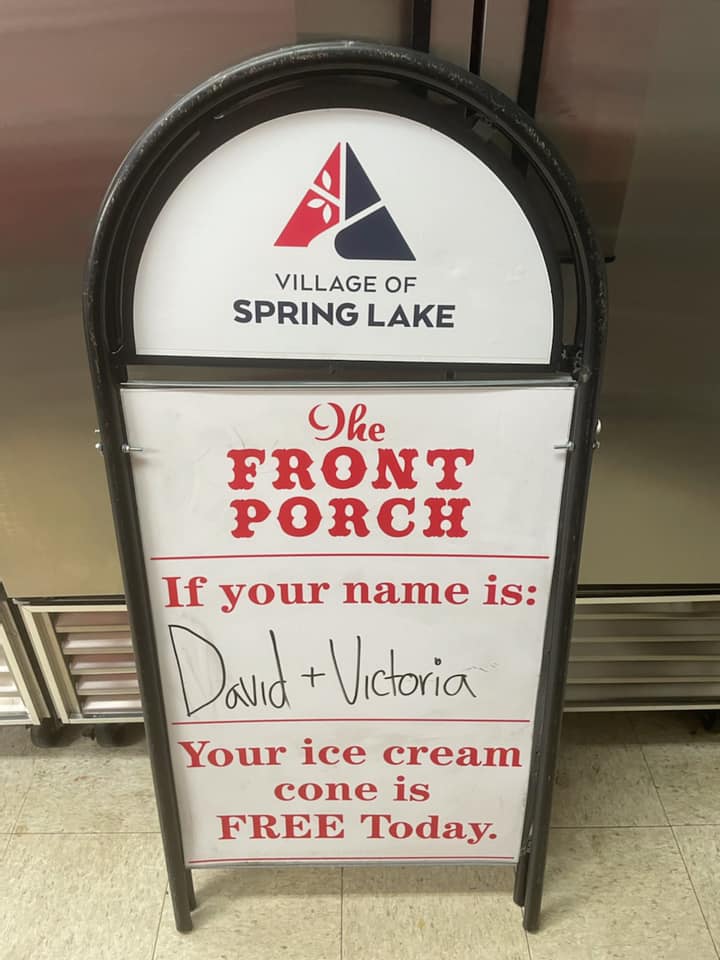 VILLAGE OF
SPRING LAKE
The
FRONT
PORCH
If your name is:
David + Victoria
Your ice cream
cone is
FREE Today.